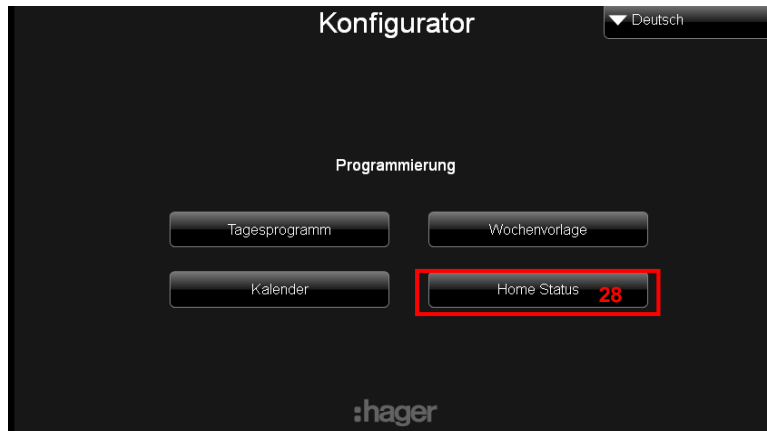 Konfigurator
Deutsch
Programmierung
Tagesprogramm
Wochenvorlage
Kalender
Home Status 28
:hager